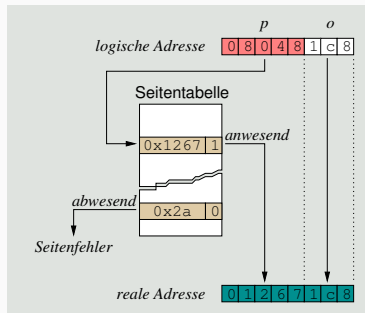 p o
logische Adresse 0 8 0 4 8 1 c 8
Seitentabelle
0x1267 1 anwesend
abwesend 0x2a 0
Seitenfehler
reale Adresse 0 1 2 6 7 1 c 8